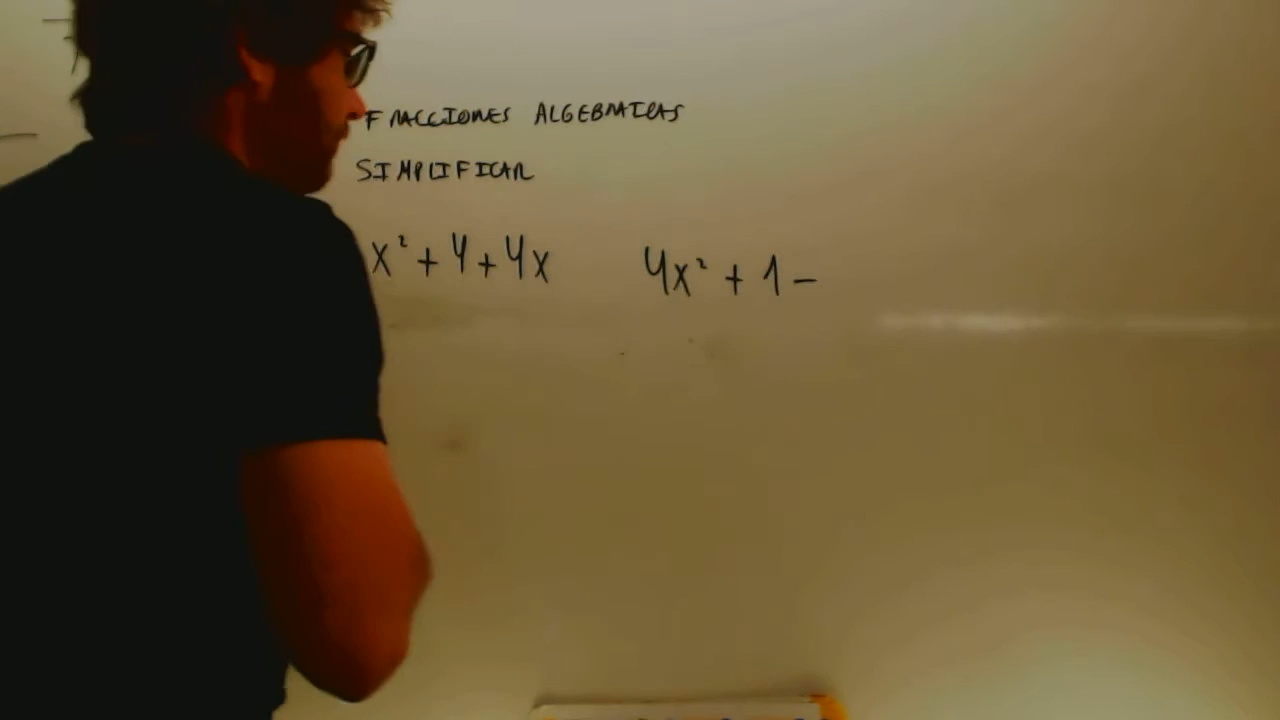 FRACCIONES ALGEBRAICAS
SIMPLIFICAR
x² + 4 + 4x 4x² + 1 -